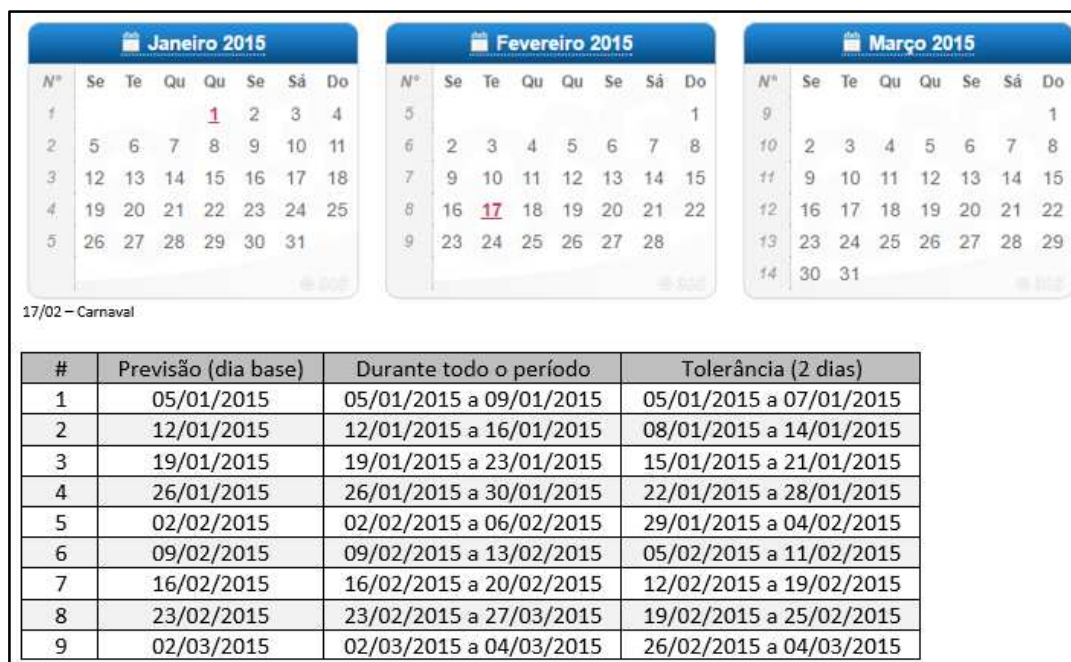 Janeiro 2015 Fevereiro 2015 Março 2015
N° Se Te Qu Qu Se Sá Do N° Se Te Qu Qu Se Sá Do N° Se Te Qu Qu Se Sá Do
1 1 2 3 4 5 1 9 1
2 5 6 7 8 9 10 11 6 2 3 4 5 6 7 8 10 2 3 4 5 6 7 8
3 12 13 14 15 16 17 18 7 9 10 11 12 13 14 15 11 9 10 11 12 13 14 15
4 19 20 21 22 23 24 25 8 16 17 18 19 20 21 22 12 16 17 18 19 20 21 22
5 26 27 28 29 30 31 9 23 24 25 26 27 28 13 23 24 25 26 27 28 29
14 30 31
17/02 – Carnaval
# Previsão (dia base) Durante todo o período Tolerância (2 dias)
1 05/01/2015 05/01/2015 a 09/01/2015 05/01/2015 a 07/01/2015
2 12/01/2015 12/01/2015 a 16/01/2015 08/01/2015 a 14/01/2015
3 19/01/2015 19/01/2015 a 23/01/2015 15/01/2015 a 21/01/2015
4 26/01/2015 26/01/2015 a 30/01/2015 22/01/2015 a 28/01/2015
5 02/02/2015 02/02/2015 a 06/02/2015 29/01/2015 a 04/02/2015
6 09/02/2015 09/02/2015 a 13/02/2015 05/02/2015 a 11/02/2015
7 16/02/2015 16/02/2015 a 20/02/2015 12/02/2015 a 19/02/2015
8 23/02/2015 23/02/2015 a 27/03/2015 19/02/2015 a 25/02/2015
9 02/03/2015 02/03/2015 a 04/03/2015 26/02/2015 a 04/03/2015